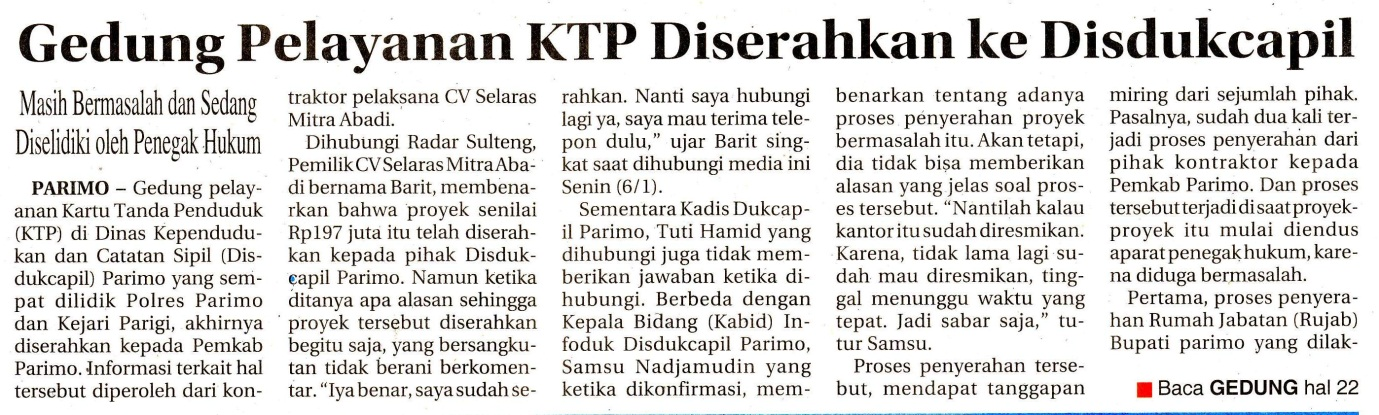 Gedung Pelayanan KTP Diserahkan ke Disdukcapil
Masih Bermasalah dan Sedang
Diselidiki oleh Penegak Hukum
PARIMO – Gedung pelay-
anan Kartu Tanda Penduduk
(KTP) di Dinas Kependudu-
kan dan Catatan Sipil (Dis-
dukcapil) Parimo yang sem-
pat dilidik Polres Parimo
dan Kejari Parigi, akhirnya
diserahkan kepada Pemkab
Parimo. Informasi terkait hal
tersebut diperoleh dari kon-
traktor pelaksana CV Selaras
Mitra Abadi.
Dihubungi Radar Sulteng,
Pemilik CV Selaras Mitra Aba-
di bernama Barit, membena-
rkan bahwa proyek senilai
Rp197 juta itu telah diserah-
kan kepada pihak Disduk-
capil Parimo. Namun ketika
ditanya apa alasan sehingga
proyek tersebut diserahkan
begitu saja, yang bersangku-
tan tidak berani berkomen-
tar. “Iya benar, saya sudah se-
rahkan. Nanti saya hubungi
lagi ya, saya mau terima tele-
pon dulu,” ujar Barit sing-
kat saat dihubungi media ini
Senin (6/1).
Sementara Kadis Dukcap-
il Parimo, Tuti Hamid yang
dihubungi juga tidak mem-
berikan jawaban ketika di-
hubungi. Berbeda dengan
Kepala Bidang (Kabid) In-
foduk Disdukcapil Parimo,
Samsu Nadjamudin yang
ketika dikonfirmasi, mem-
benarkan tentang adanya
proses penyerahan proyek
bermasalah itu. Akan tetapi,
dia tidak bisa memberikan
alasan yang jelas soal pros-
es tersebut. “Nantilah kalau
kantor itu sudah diresmikan.
Karena, tidak lama lagi su-
dah mau diresmikan, ting-
gal menunggu waktu yang
tepat. Jadi sabar saja,” tu-
tur Samsu.
Proses penyerahan terse-
but, mendapat tanggapan
miring dari sejumlah pihak.
Pasalnya, sudah dua kali ter-
jadi proses penyerahan dari
pihak kontraktor kepada
Pemkab Parimo. Dan proses
tersebut terjadi di saat proyek-
proyek itu mulai diendus
aparat penegak hukum, kare-
na diduga bermasalah.
Pertama, proses penyera-
han Rumah Jabatan (Rujab)
Bupati parimo yang dilak-
Baca GEDUNG hal 22